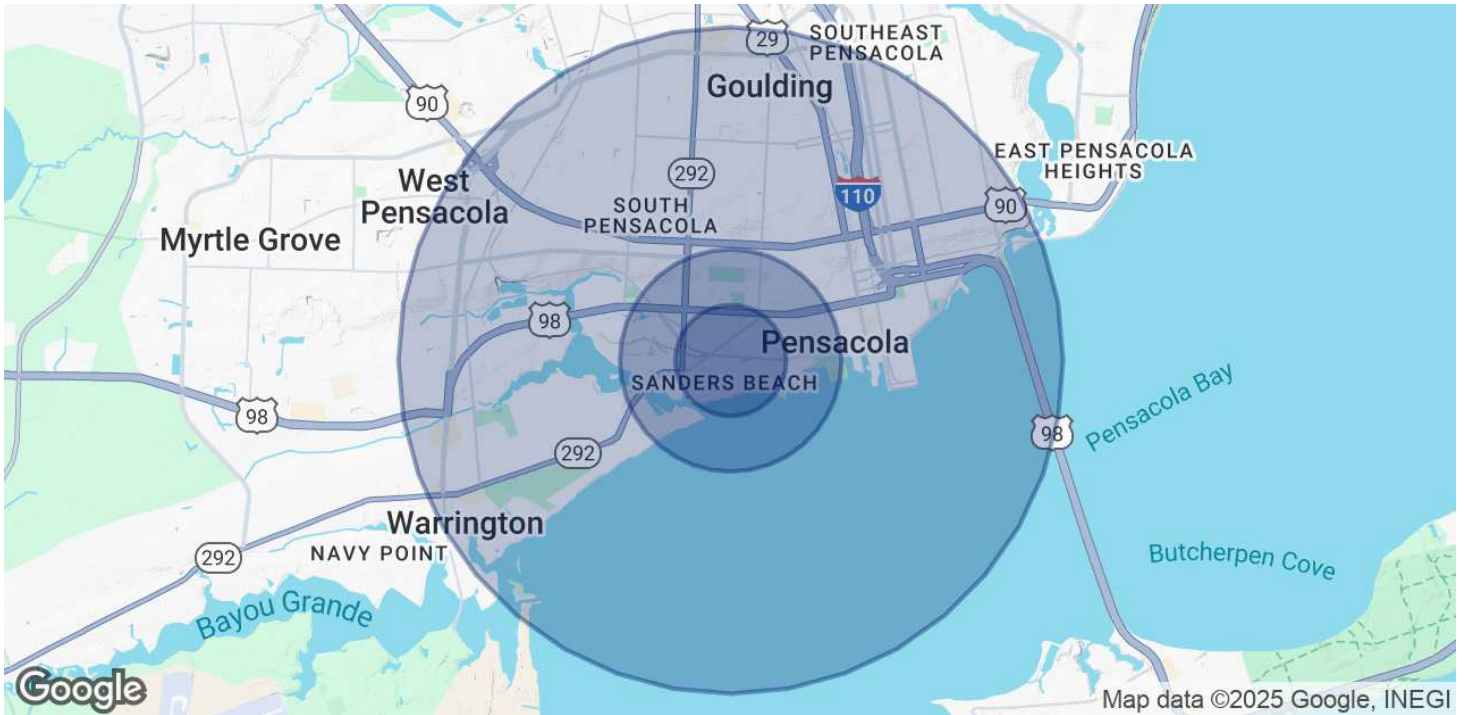 SOUTHEAST
PENSACOLA
29
Goulding
90
EAST PENSACOLA
HEIGHTS
292
West
Pensacola
110
90
SOUTH
PENSACOLA
Myrtle Grove
98
Pensacola
SANDERS BEACH
98
Pensacola Bay
98
292
Warrington
NAVY POINT
292
Butcherpen Cove
Bayou Grande
Google
Map data ©2025 Google, INEGI